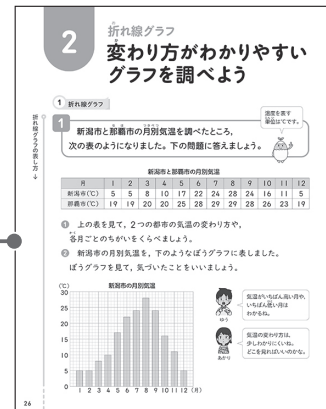 2
折れ線グラフ
変わり方がわかりやすい
グラフを調べよう
1 折れ線グラフ
温度を表す
単位は℃です。
1
新潟市と那覇市の月別気温を調べたところ、
次の表のようになりました。下の問題に答えましょう。
折れ線グラフの表し方↓
新潟市と那覇市の月別気温
月 1 2 3 4 5 6 7 8 9 10 11 12
新潟市(℃) 5 5 8 10 17 22 24 28 24 16 11 5
那覇市(℃) 19 19 20 20 25 28 29 29 28 26 23 19
❶ 上の表を見て、2つの都市の気温の変わり方や、
各月ごとのちがいをくらべましょう。
❷ 新潟市の月別気温を、下のようなぼうグラフに表しました。
ぼうグラフを見て、気づいたことをいいましょう。
(℃) 新潟市の月別気温
30
25
20
15
10
5
0
1 2 3 4 5 6 7 8 9 10 11 12 (月)
気温がいちばん高い月や、
いちばん低い月は
わかるね。
ゆう
気温の変わり方は、
少しわかりにくいね。
どこを見ればいいのかな。
あかり
26